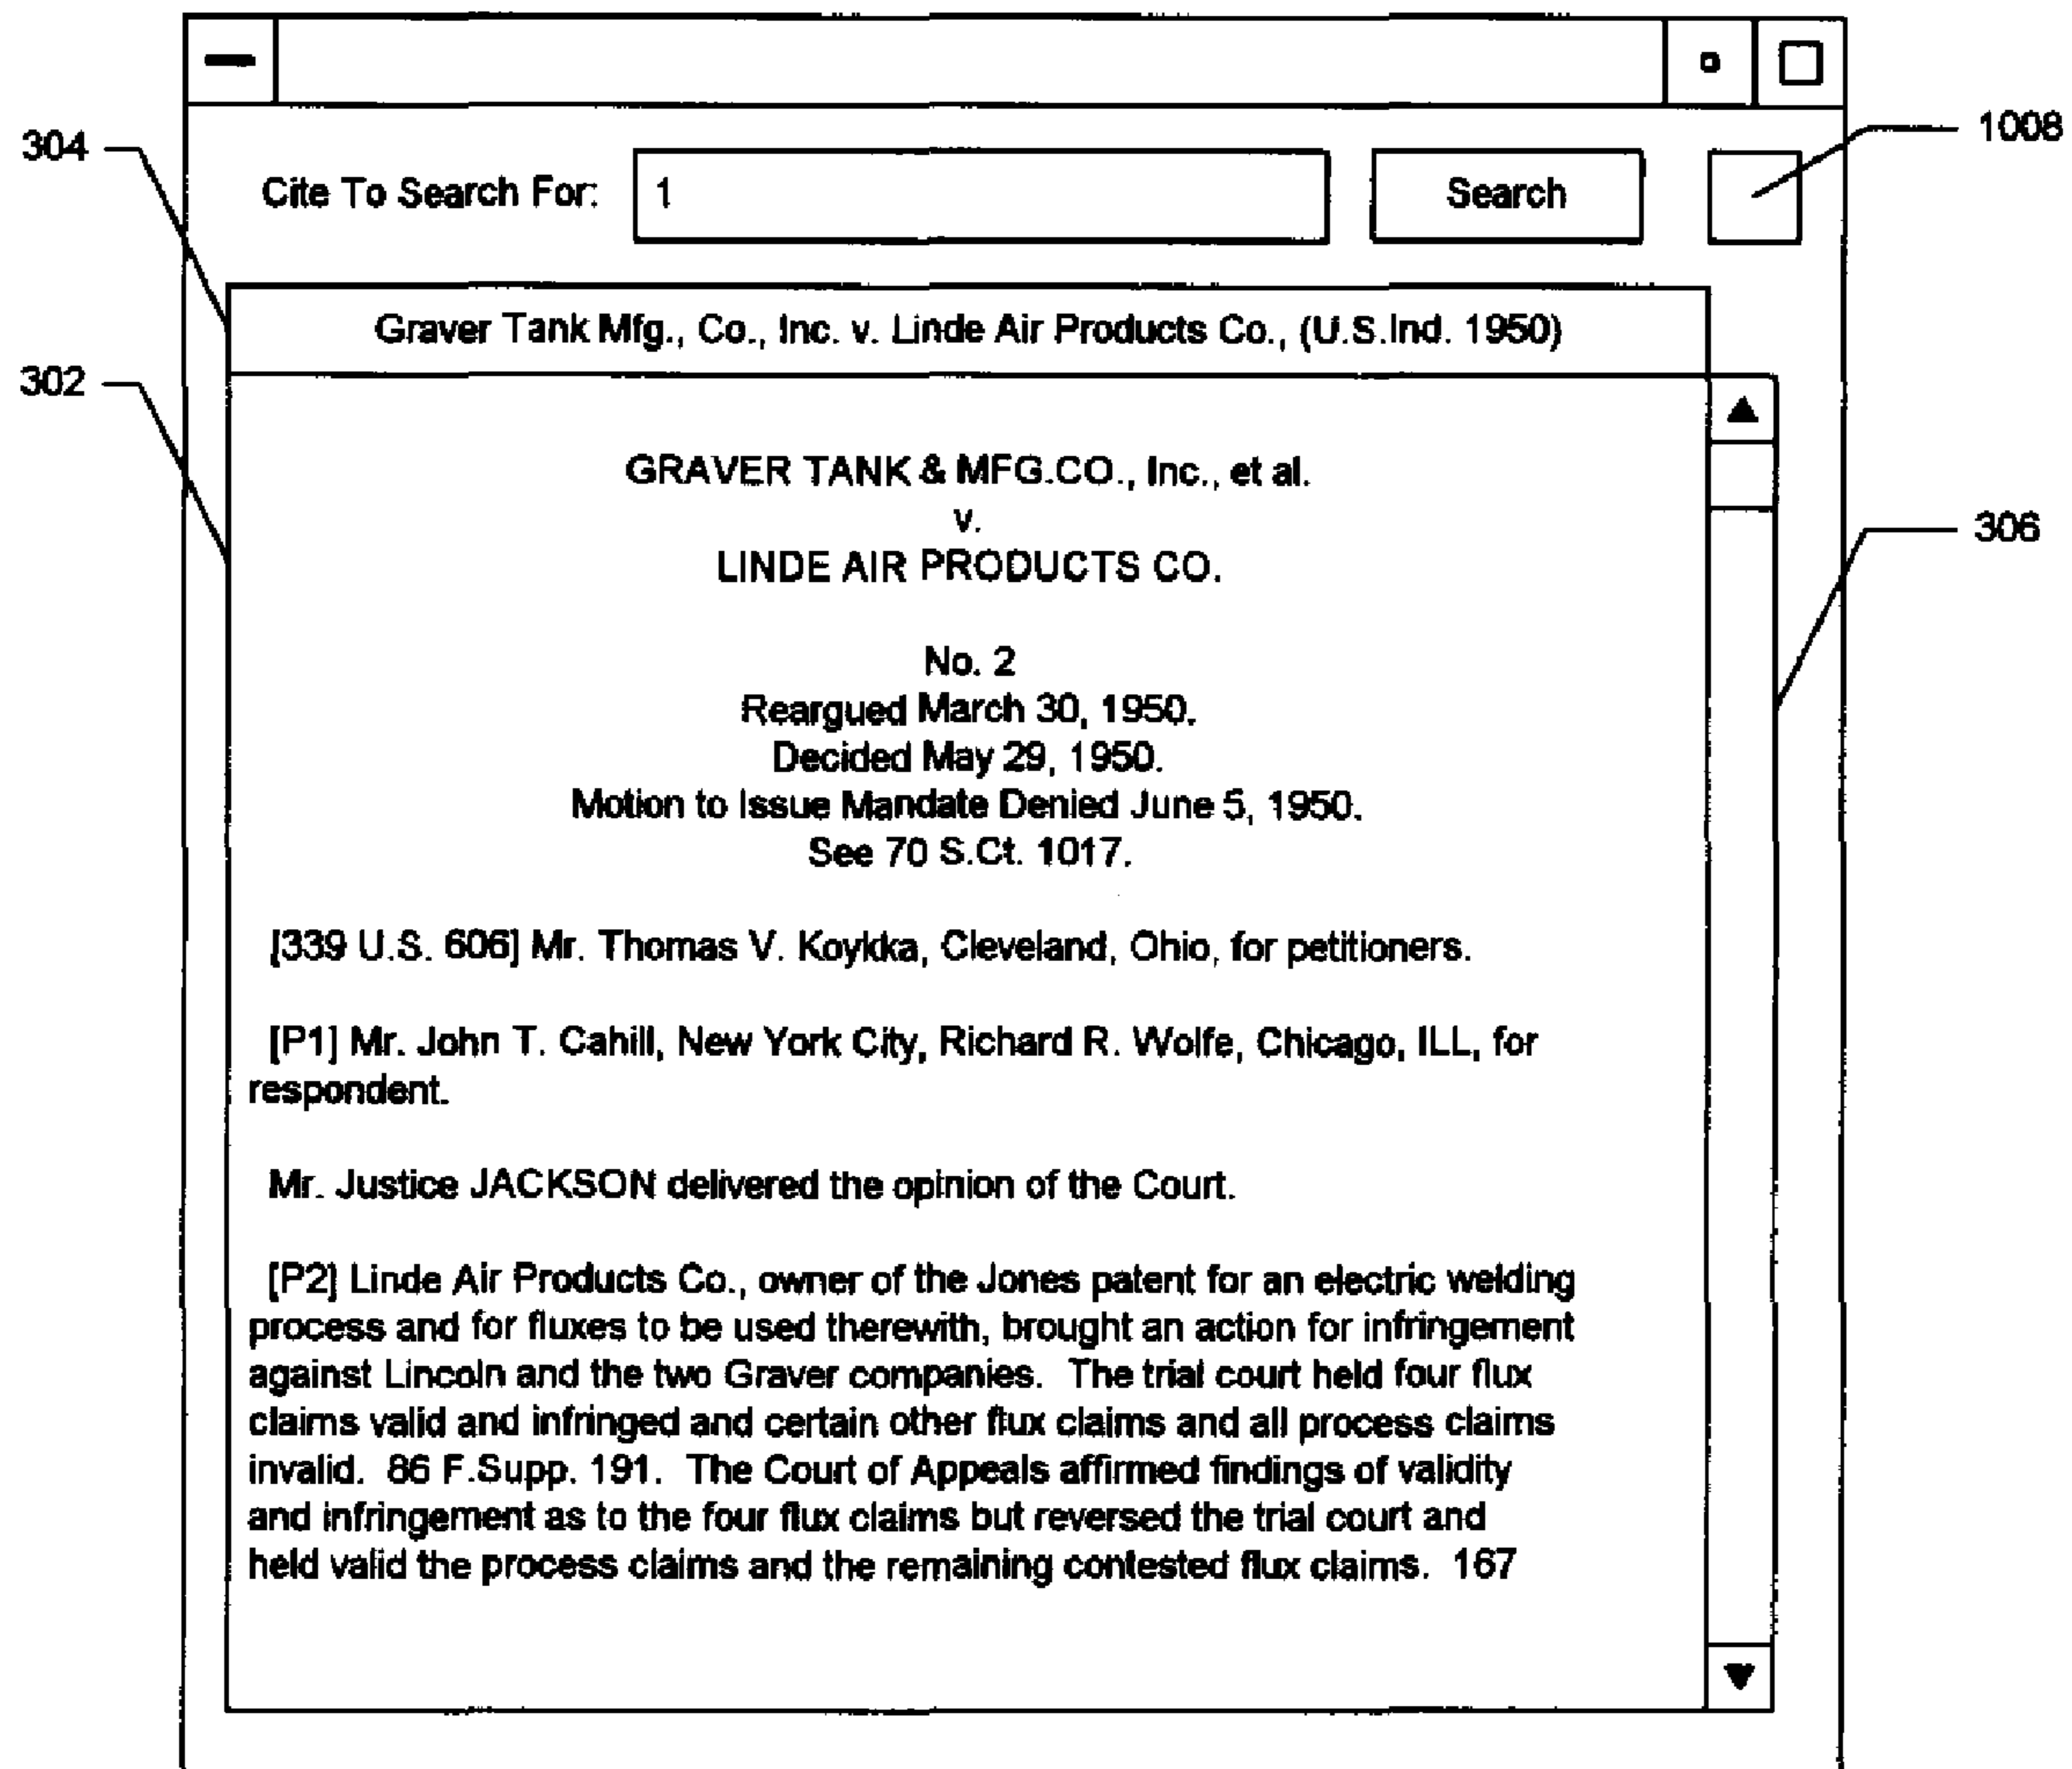 1008
304
Cite To Search For: 1 Search
Graver Tank Mfg., Co., Inc. v. Linde Air Products Co., (U.S.Ind. 1950)
302
GRAVER TANK & MFG.CO., Inc., et al.
v.
306
LINDE AIR PRODUCTS CO.
No. 2
Reargued March 30, 1950.
Decided May 29, 1950.
Motion to Issue Mandate Denied June 5, 1950.
See 70 S.Ct. 1017.
[339 U.S. 606] Mr. Thomas V. Koykka, Cleveland, Ohio, for petitioners.
[P1] Mr. John T. Cahill, New York City, Richard R. Wolfe, Chicago, ILL, for
respondent.
Mr. Justice JACKSON delivered the opinion of the Court.
[P2] Linde Air Products Co., owner of the Jones patent for an electric welding
process and for fluxes to be used therewith, brought an action for infringement
against Lincoln and the two Graver companies. The trial court held four flux
claims valid and infringed and certain other flux claims and all process claims
invalid. 86 F.Supp. 191. The Court of Appeals affirmed findings of validity
and infringement as to the four flux claims but reversed the trial court and
held valid the process claims and the remaining contested flux claims. 167